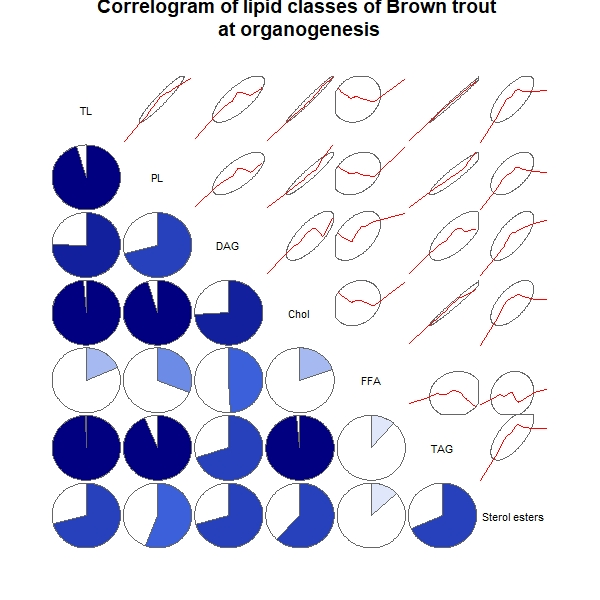 Correlogram of lipid classes of Brown trout
at organogenesis
TL
PL
DAG
Chol
FFA
TAG
Sterol esters